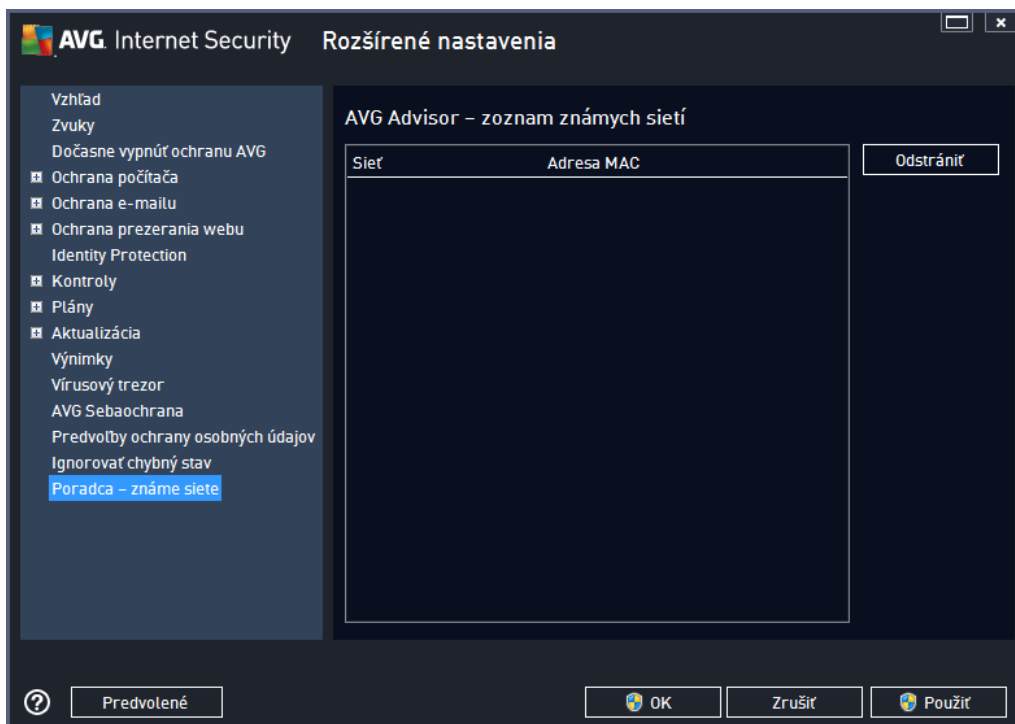 AVG. Internet Security Rozšírené nastavenia
Vzhľad
Zvuky
Dočasne vypnúť ochranu AVG
Ochrana počítača
Ochrana e-mailu
Ochrana prezerania webu
Identity Protection
Kontroly
Plány
Aktualizácia
Výnimky
Vírusový trezor
AVG Sebaochrana
Predvoľby ochrany osobných údajov
Ignorovať chybný stav
Poradca – známe siete
AVG Advisor – zoznam známych sietí
Sieť Adresa MAC
Odstrániť
? Predvolené OK Zrušiť Použiť